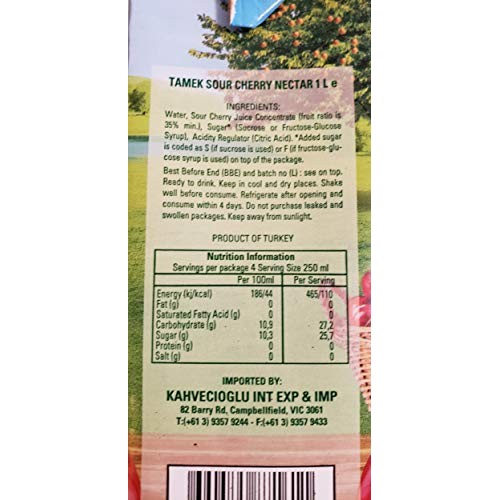 TAMEK SOUR CHERRY NECTAR 1 L e
INGREDIENTS:
Water, Sour Cherry Juice Concentrate (fruit ratio is
35% min.), Sugar* (Sucrose or Fructose-Glucose
Syrup), Acidity Regulator (Citric Acid). *Added sugar
is coded as S (if sucrose is used) or F (if fructose-glu-
cose syrup is used) on top of the package.
Best Before End (BBE) and batch no (L) : see on top.
Ready to drink. Keep in cool and dry places. Shake
well before consume. Refrigerate after opening and
consume within 4 days. Do not purchase leaked and
swollen packages. Keep away from sunlight.
PRODUCT OF TURKEY
Nutrition Information
Servings per package 4 Serving Size 250 ml
Per 100ml Per Serving
Energy (kj/kcal) 186/44 465/110
Fat (g) 0 0
Saturated Fatty Acid (g) 0 0
Carbohydrate (g) 10,9 27,2
Sugar (g) 10,3 25,7
Protein (g) 0 0
Salt (g) 0 0
IMPORTED BY:
KAHVECIOGLU INT EXP & IMP
82 Barry Rd, Campbellfield, VIC 3061
T:(+61 3) 9357 9244 - F:(+61 3) 9357 9433